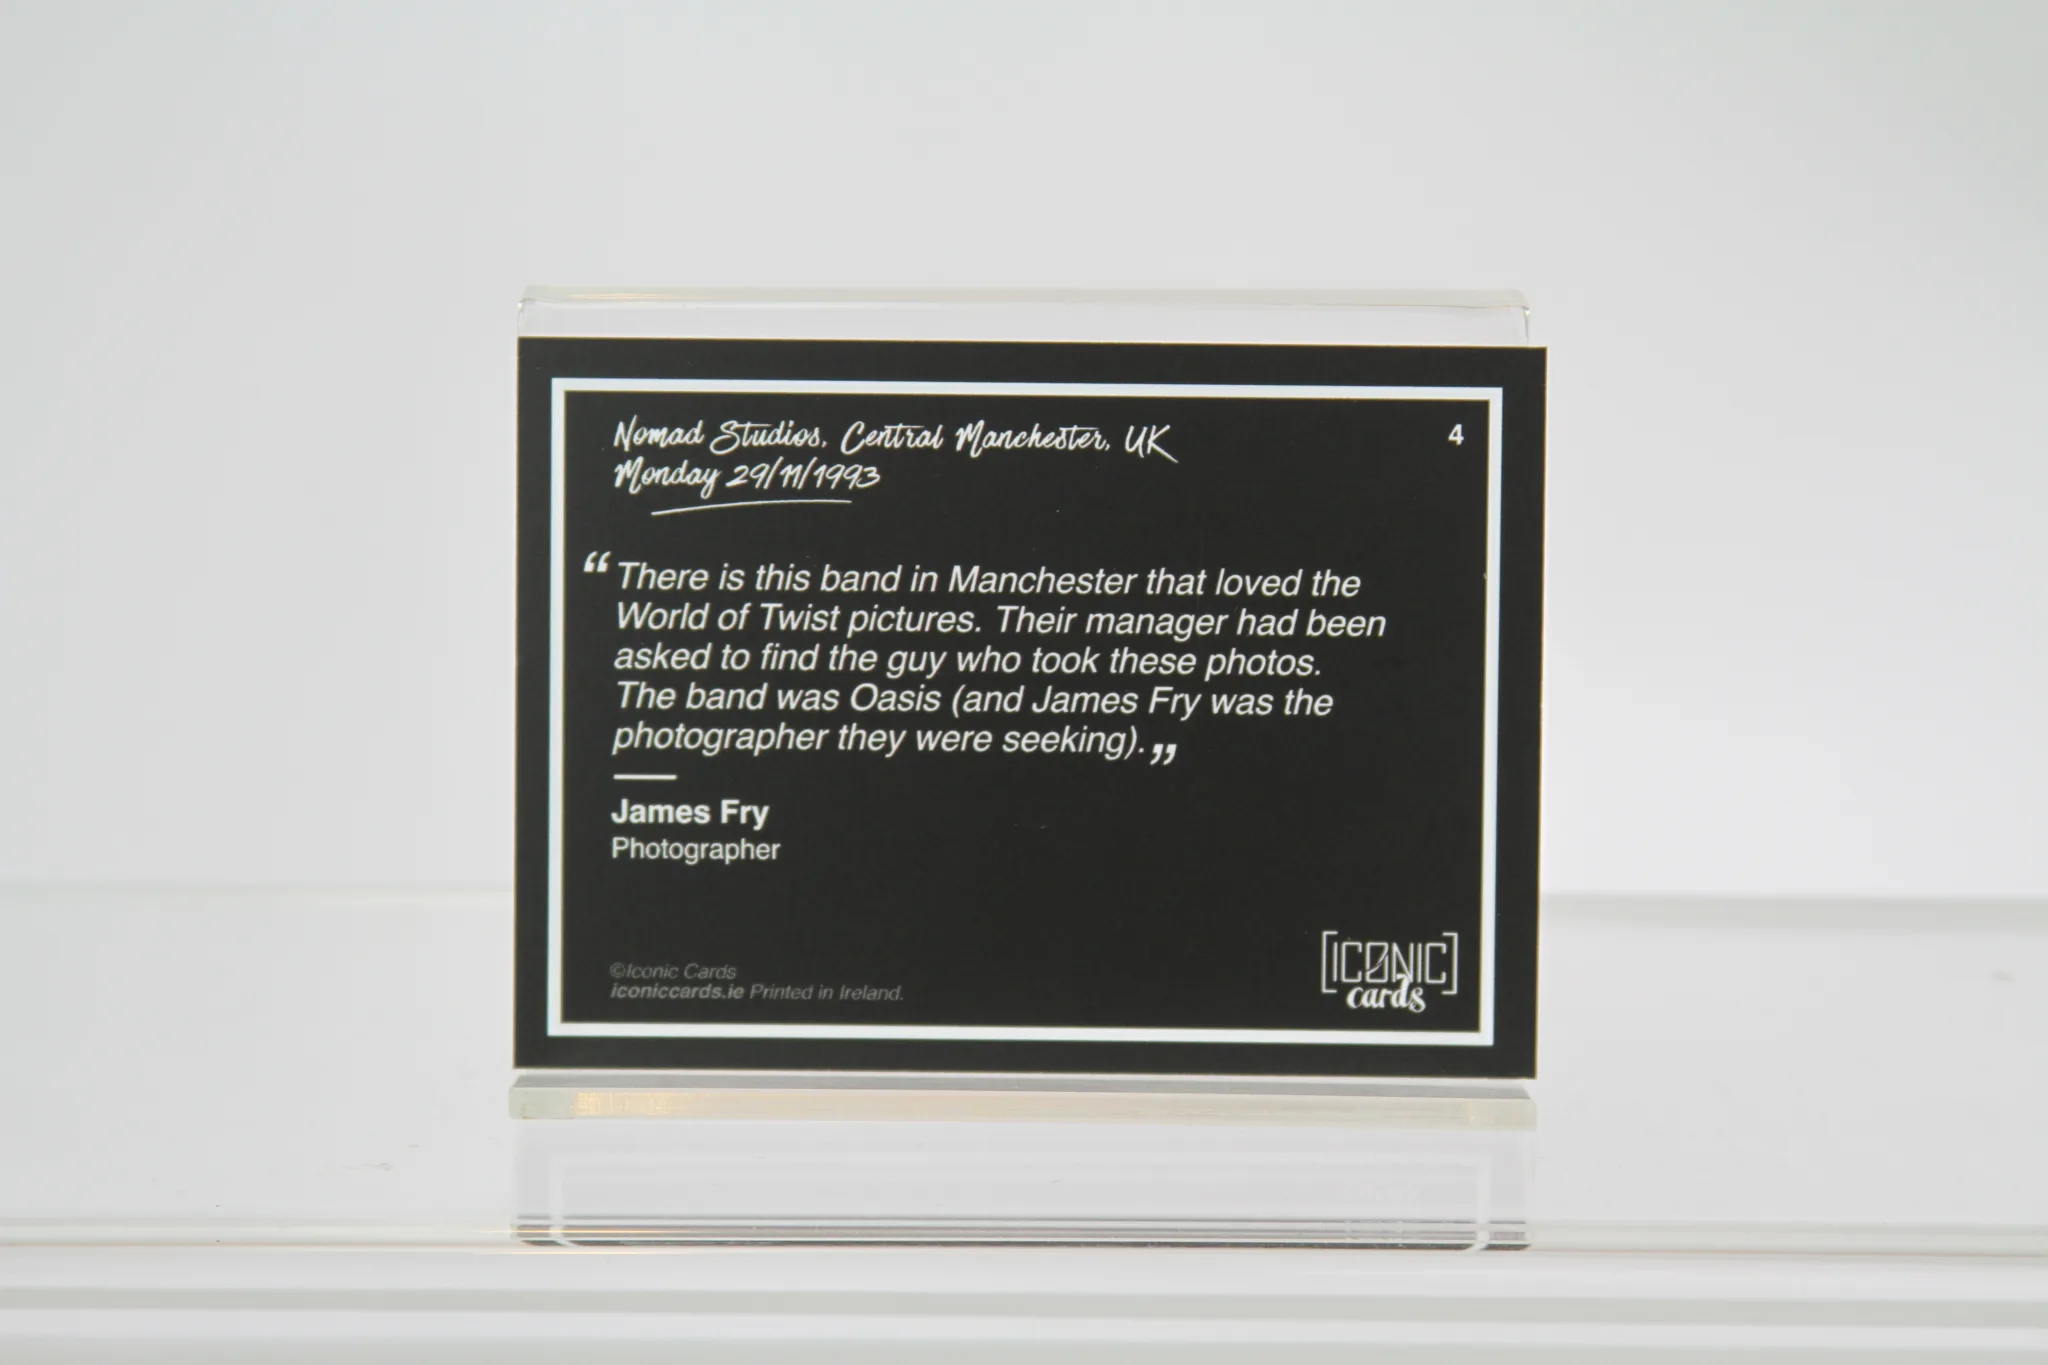 Nomad Studios, Central Manchester, UK
4
Monday 29/11/1993
“There is this band in Manchester that loved the
World of Twist pictures. Their manager had been
asked to find the guy who took these photos.
The band was Oasis (and James Fry was the
photographer they were seeking).”
James Fry
Photographer
©Iconic Cards
iconiccards.ie Printed in Ireland.
[ICONIC]
cards